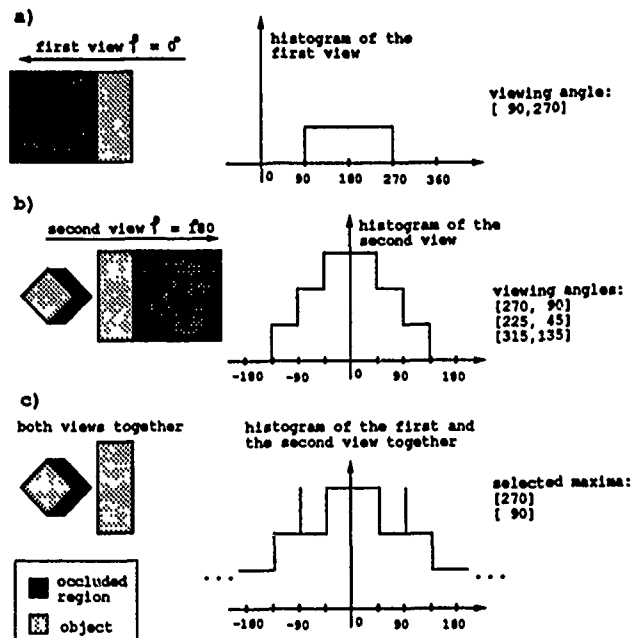 a)
first view ϕ = 0°
histogram of the
first view
viewing angle:
[ 90,270]
0 90 180 270 360
b)
second view ϕ = 180°
histogram of the
second view
viewing angles:
[270, 90]
[225, 45]
[315,135]
-180 -90 0 90 180
c)
both views together
histogram of the first and
the second view together
selected maxima:
[270]
[ 90]
...
...
-180 -90 0 90 180
occluded
region
object